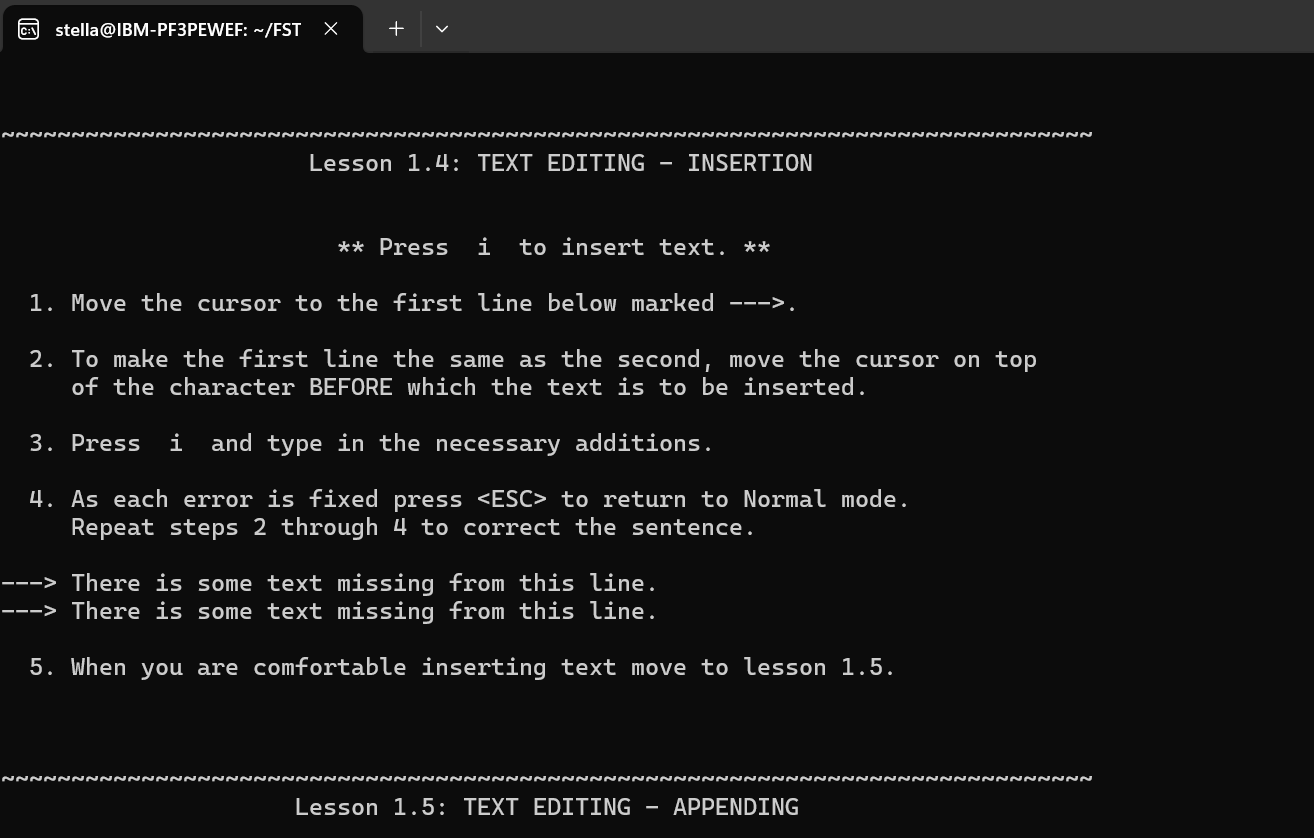 stella@IBM-PF3PEWEF: ~/FST
~~~~~~~~~~~~~~~~~~~~~~~~~~~~~~~~~~~~~~~~~~~~~~~~~~~~~~~~~~~~~~~~~~~~~~~~~~~~~~
Lesson 1.4: TEXT EDITING - INSERTION
** Press  i  to insert text. **
1. Move the cursor to the first line below marked --->.
2. To make the first line the same as the second, move the cursor on top
of the character BEFORE which the text is to be inserted.
3. Press  i  and type in the necessary additions.
4. As each error is fixed press <ESC> to return to Normal mode.
Repeat steps 2 through 4 to correct the sentence.
---> There is some text missing from this line.
---> There is some text missing from this line.
5. When you are comfortable inserting text move to lesson 1.5.
~~~~~~~~~~~~~~~~~~~~~~~~~~~~~~~~~~~~~~~~~~~~~~~~~~~~~~~~~~~~~~~~~~~~~~~~~~~~~~
Lesson 1.5: TEXT EDITING - APPENDING